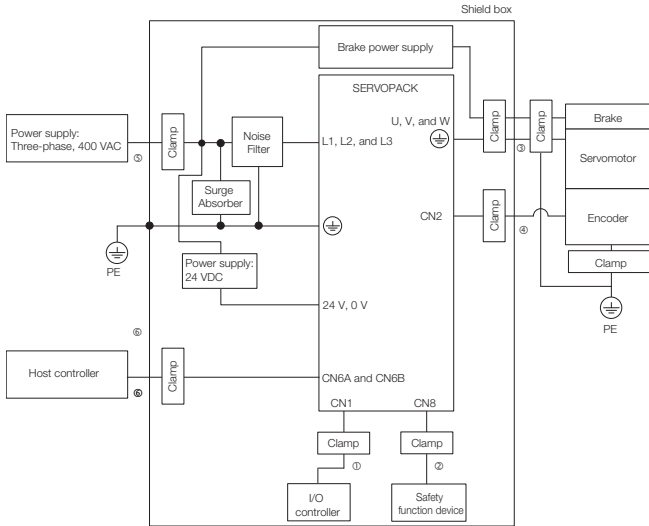 Shield box
Brake power supply
SERVOPACK
U, V, and W
Clamp
Clamp
Brake
Power supply:
Three-phase, 400 VAC
Clamp
Noise
Filter
L1, L2, and L3
③
Servomotor
⑤
Surge
Absorber
CN2
Clamp
Encoder
④
PE
Power supply:
24 VDC
Clamp
24 V, 0 V
PE
⑥
Host controller
Clamp
CN6A and CN6B
⑥
CN1
CN8
Clamp
Clamp
①
②
I/O
controller
Safety
function device